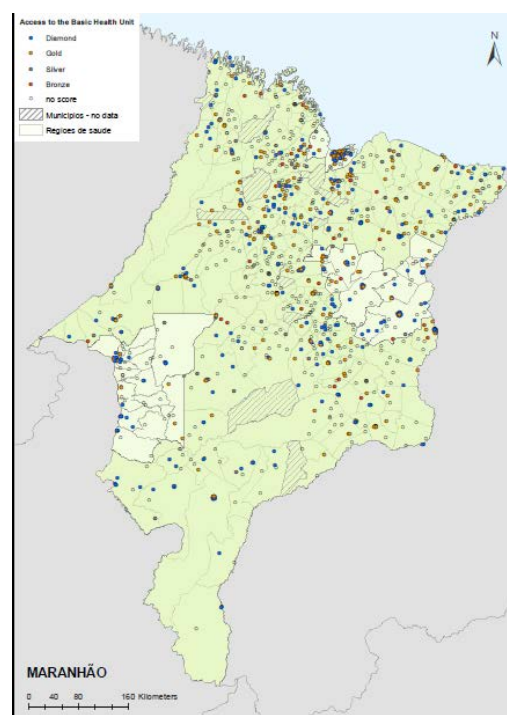 Access to the Basic Health Unit
Diamond
Gold
Silver
Bronze
no score
Municipios - no data
Regioes de saude
MARANHÃO
0 40 80 160 Kilometers